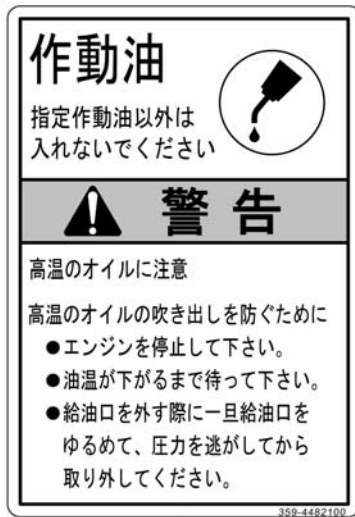 作動油
指定作動油以外は
入れないでください
警告
高温のオイルに注意
高温のオイルの吹き出しを防ぐために
●エンジンを停止して下さい。
●油温が下がるまで待って下さい。
●給油口を外す際に一旦給油口を
ゆるめて、圧力を逃がしてから
取り外してください。
359-4482100